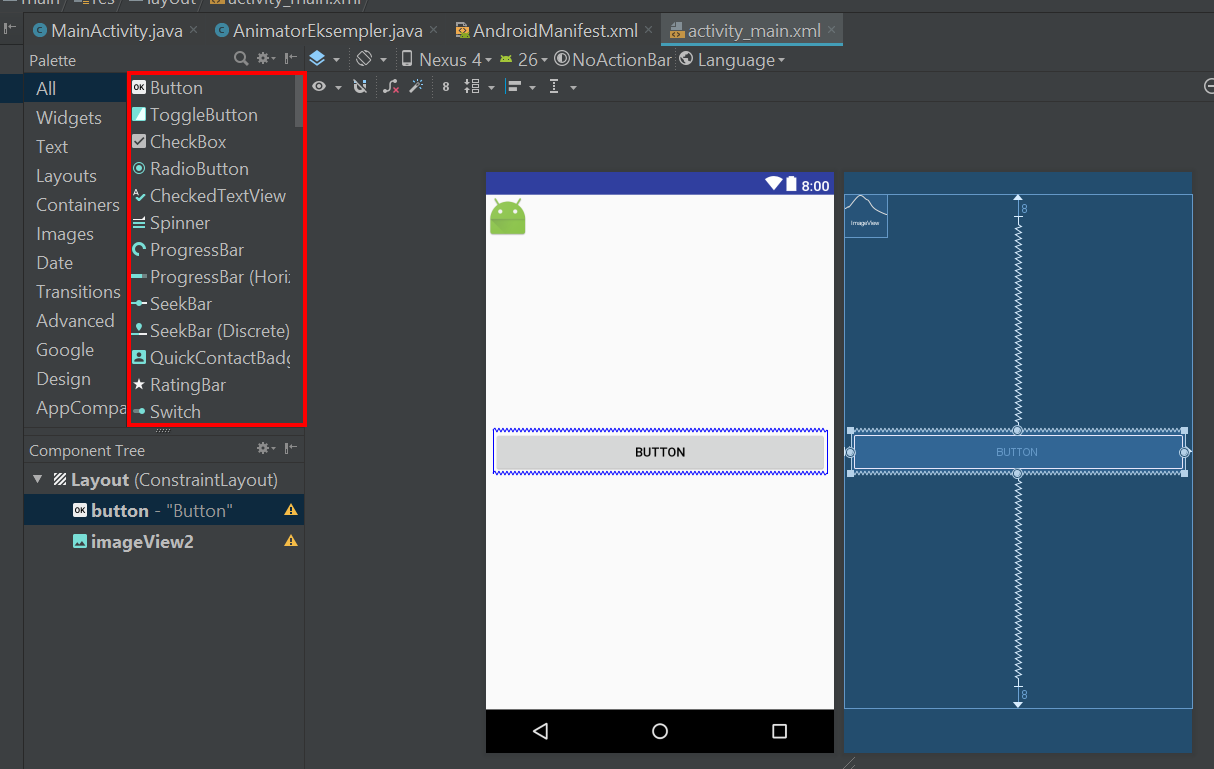 main res layout activity_main.xml
MainActivity.java AnimatorEksempler.java AndroidManifest.xml activity_main.xml
Palette
Nexus 4 26 NoActionBar Language
8
All
Widgets
Text
Layouts
Containers
Images
Date
Transitions
Advanced
Google
Design
AppCompa
OK Button
ToggleButton
CheckBox
RadioButton
CheckedTextView
Spinner
ProgressBar
ProgressBar (Hori
SeekBar
SeekBar (Discrete)
QuickContactBadg
RatingBar
Switch
Component Tree
Layout (ConstraintLayout)
OK button - "Button"
imageView2
8:00
BUTTON
ImageView
8
BUTTON
8